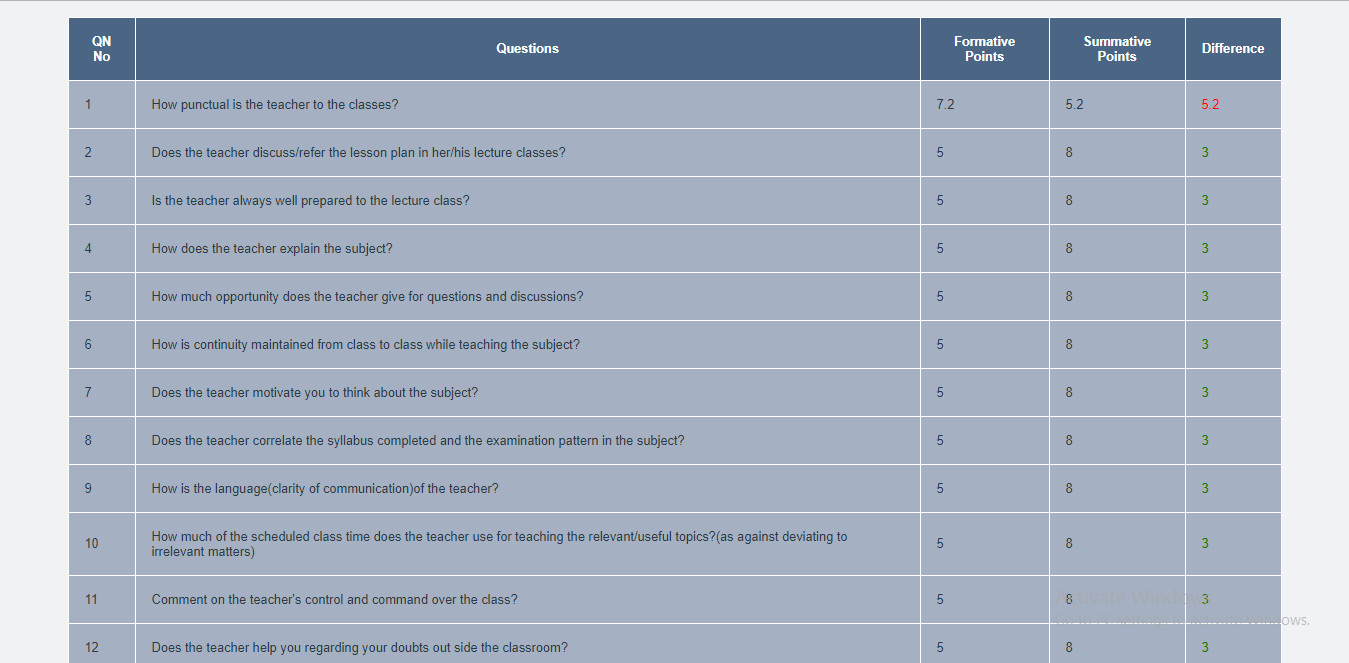 QN No Questions Formative Points Summative Points Difference
1 How punctual is the teacher to the classes? 7.2 5.2 5.2
2 Does the teacher discuss/refer the lesson plan in her/his lecture classes? 5 8 3
3 Is the teacher always well prepared to the lecture class? 5 8 3
4 How does the teacher explain the subject? 5 8 3
5 How much opportunity does the teacher give for questions and discussions? 5 8 3
6 How is continuity maintained from class to class while teaching the subject? 5 8 3
7 Does the teacher motivate you to think about the subject? 5 8 3
8 Does the teacher correlate the syllabus completed and the examination pattern in the subject? 5 8 3
9 How is the language(clarity of communication)of the teacher? 5 8 3
10 How much of the scheduled class time does the teacher use for teaching the relevant/useful topics?(as against deviating to
irrelevant matters) 5 8 3
11 Comment on the teacher's control and command over the class? 5 8 3
Activate Windows
12 Does the teacher help you regarding your doubts out side the classroom? 5 8 3